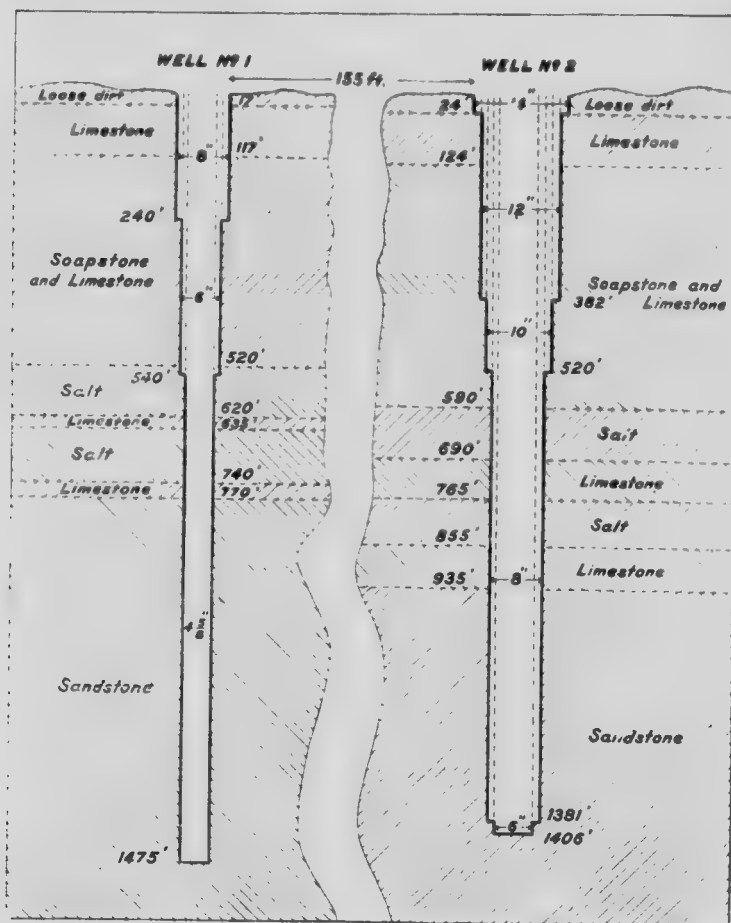 WELL Nº 1
155 ft.
WELL Nº 2
Loose dirt
12'
24'
Loose dirt
Limestone
8"
117'
124'
Limestone
240'
12"
Soapstone
and Limestone
6"
Soapstone and
Limestone
382'
10"
540'
520'
520'
Salt
590'
620'
Limestone
635'
Salt
Salt
690'
740'
Limestone
Limestone
770'
765'
Salt
855'
8"
935'
Limestone
4 5/8"
Sandstone
Sandstone
1381'
6"
1406'
1475'